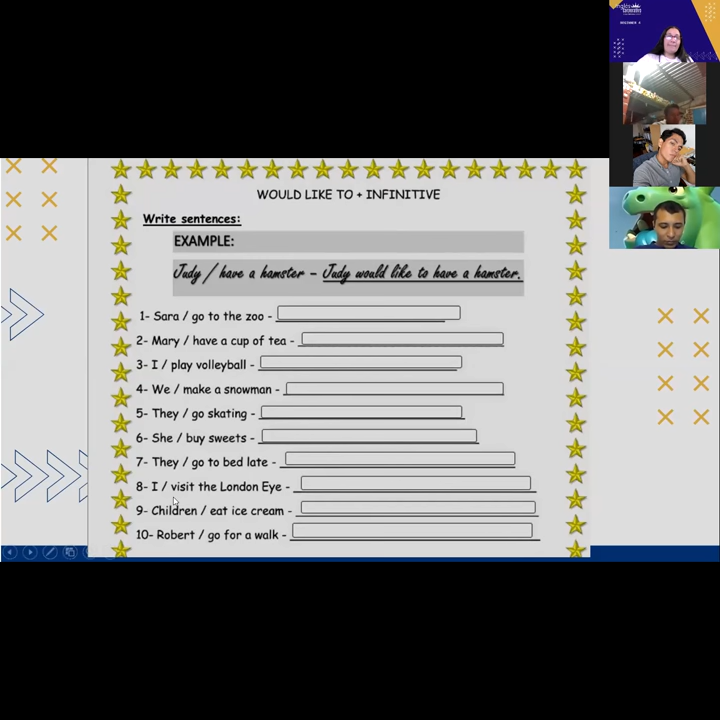 WOULD LIKE TO + INFINITIVE
Write sentences:
EXAMPLE:
Judy / have a hamster – Judy would like to have a hamster.
1- Sara / go to the zoo -
2- Mary / have a cup of tea -
3- I / play volleyball -
4- We / make a snowman -
5- They / go skating -
6- She / buy sweets -
7- They / go to bed late -
8- I / visit the London Eye -
9- Children / eat ice cream -
10- Robert / go for a walk -